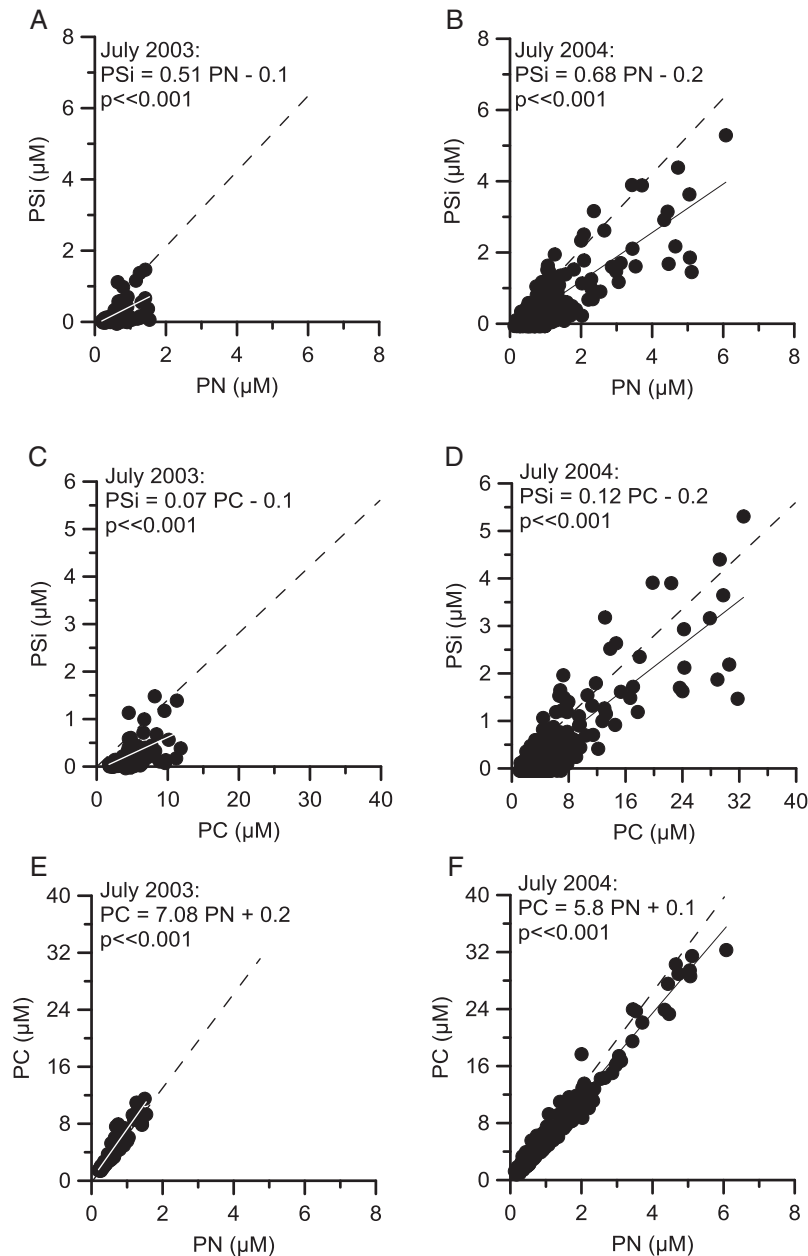 A
July 2003:
PSi = 0.51 PN - 0.1
p<<0.001
8
6
4
2
0
PSi (µM)
0 2 4 6 8
PN (µM)
B
July 2004:
PSi = 0.68 PN - 0.2
p<<0.001
8
6
4
2
0
PSi (µM)
0 2 4 6 8
PN (µM)
C
July 2003:
PSi = 0.07 PC - 0.1
p<<0.001
6
5
4
3
2
1
0
PSi (µM)
0 10 20 30 40
PC (µM)
D
July 2004:
PSi = 0.12 PC - 0.2
p<<0.001
6
5
4
3
2
1
0
PSi (µM)
0 8 16 24 32 40
PC (µM)
E
July 2003:
PC = 7.08 PN + 0.2
p<<0.001
40
32
24
16
8
0
PC (µM)
0 2 4 6 8
PN (µM)
F
July 2004:
PC = 5.8 PN + 0.1
p<<0.001
40
32
24
16
8
0
PC (µM)
0 2 4 6 8
PN (µM)